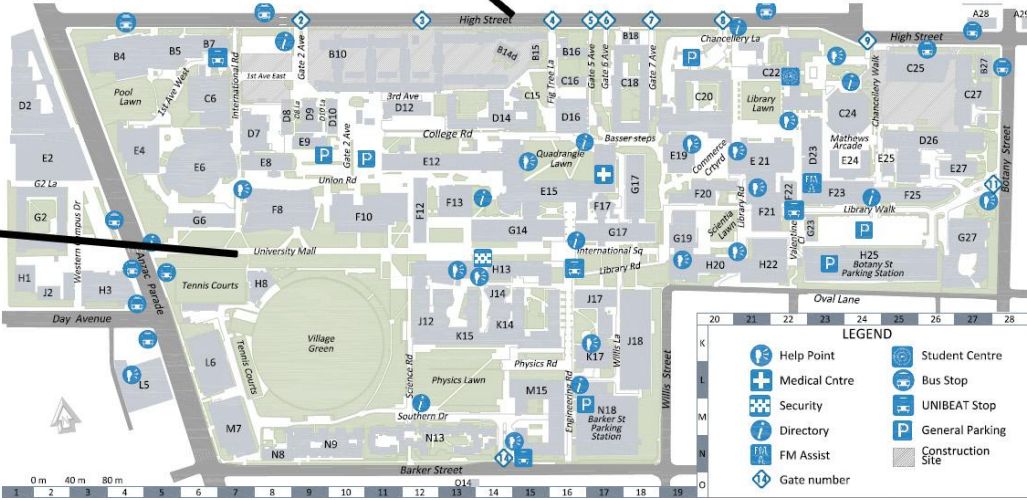 High Street
A28
A29
2
3
4
5
6
7
8
9
High Street
B4
B5
B7
B10
B14d
B15
B16
B18
B27
Chancellery La
C25
D2
Pool Lawn
1st Ave West
International Rd
Gate 2 Ave
1st Ave East
C6
C15
C16
C18
Fig Tree La
Gate 5 Ave
Gate 6 Ave
Gate 7 Ave
C20
C22
Library Lawn
C24
Chancellery Walk
C27
3rd Ave
D7
D8
D8 La
D9
D10
D12
D14
D16
D23
Mathews Arcade
D26
Botany Street
E2
E4
E6
E8
E9
Gate 2 Ave
College Rd
Basser steps
E12
Quadrangle Lawn
E15
E19
Commerce Crtyrd
E 21
E24
E25
E27
G2 La
G2
Union Rd
F8
F10
F12
F13
F17
G17
F20
Library Rd
F21
F22
FM A
F23
F25
11
Library Walk
Western Campus Dr
G6
University Mall
G14
G17
International Sq
Library Rd
G19
Scientia Lawn
Valentine Cl
G23
G27
H1
J2
H3
Anzac Parade
Tennis Courts
H8
H13
H20
H22
H25
Botany St Parking Station
Oval Lane
Day Avenue
Village Green
J12
J14
K14
K15
J17
J18
K17
Willis La
Willis Street
L5
L6
Tennis Courts
Science Rd
Physics Lawn
Physics Rd
M15
Engineering Rd
M7
Southern Dr
N8
N9
N13
N18
Barker St Parking Station
14
Barker Street
O14
0 m 40 m 80 m
1 2 3 4 5 6 7 8 9 10 11 12 13 14 15 16 17 18 19
20 21 22 23 24 25 26 27 28
K
L
M
N
O
LEGEND
Help Point
Medical Cntre
Security
Directory
FM Assist
14 Gate number
Student Centre
Bus Stop
UNIBEAT Stop
P General Parking
Construction Site